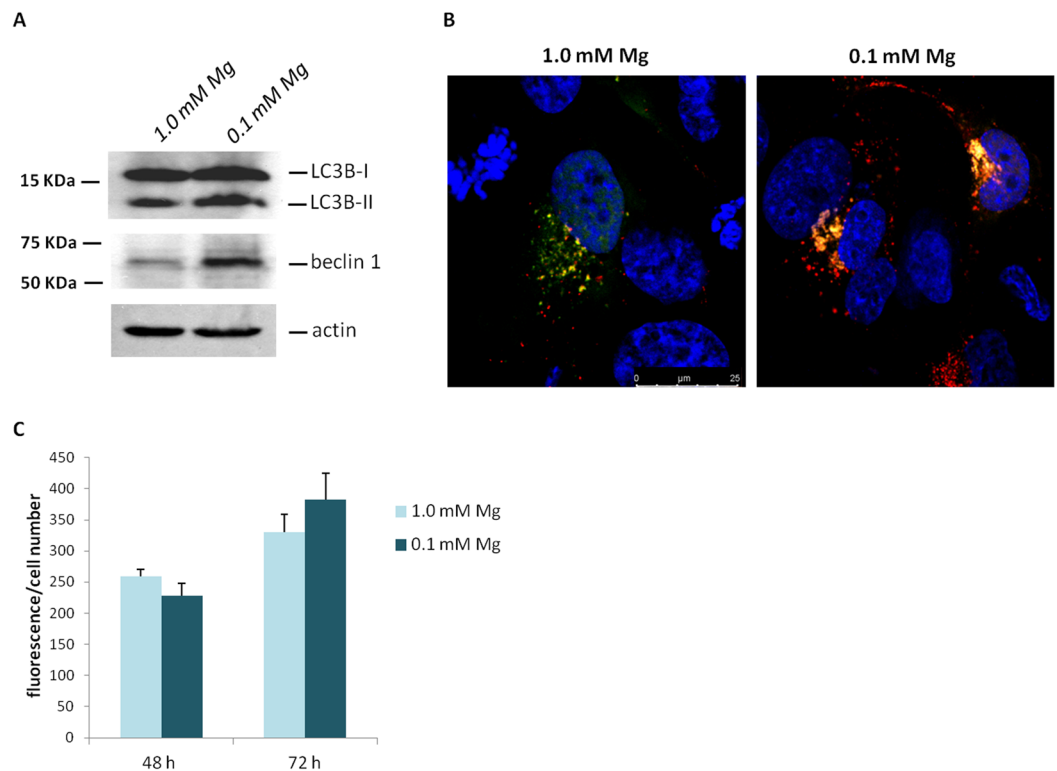 A
1.0 mM Mg
0.1 mM Mg
15 KDa
LC3B-I
LC3B-II
75 KDa
50 KDa
beclin 1
actin
B
1.0 mM Mg
0.1 mM Mg
0 µm 25
C
fluorescence/cell number
450
400
350
300
250
200
150
100
50
0
48 h
72 h
1.0 mM Mg
0.1 mM Mg